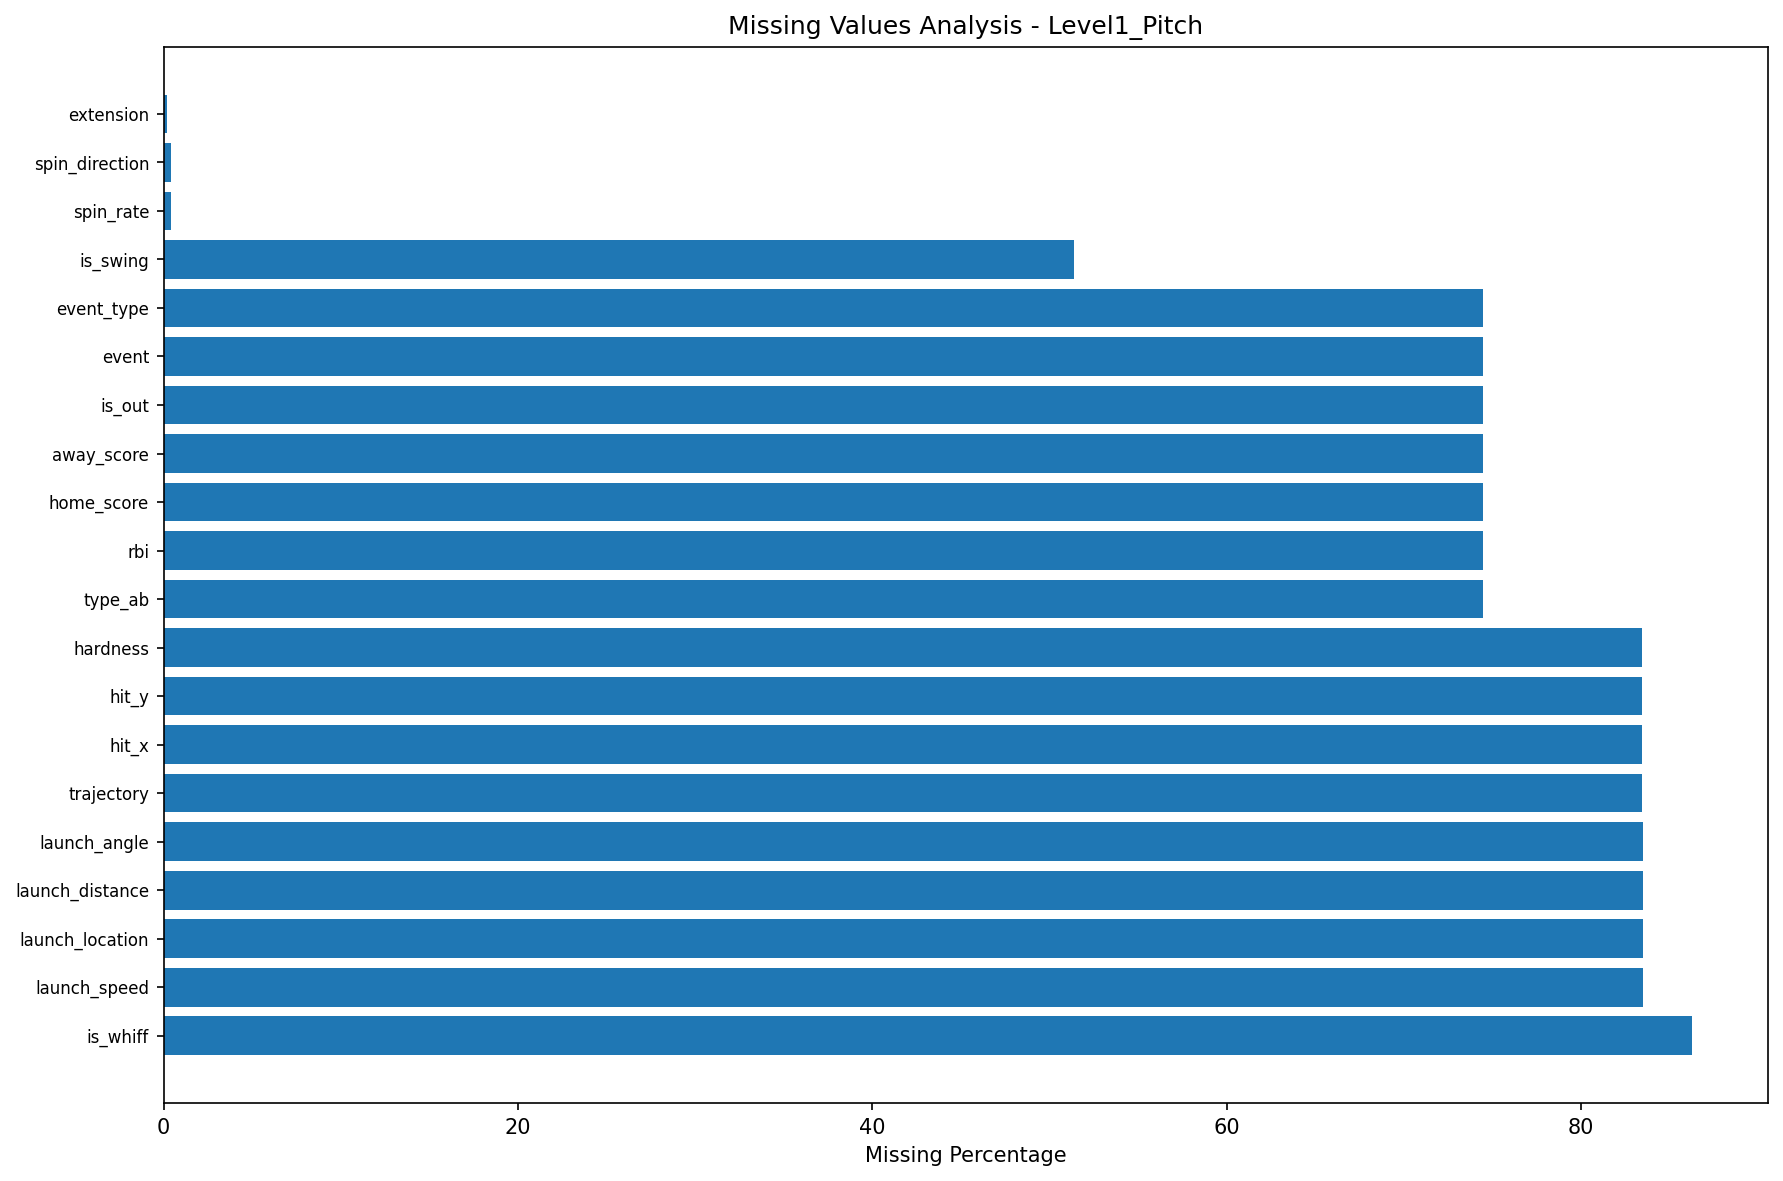 Missing Values Analysis - Level1_Pitch
extension
spin_direction
spin_rate
is_swing
event_type
event
is_out
away_score
home_score
rbi
type_ab
hardness
hit_y
hit_x
trajectory
launch_angle
launch_distance
launch_location
launch_speed
is_whiff
0 20 40 60 80
Missing Percentage